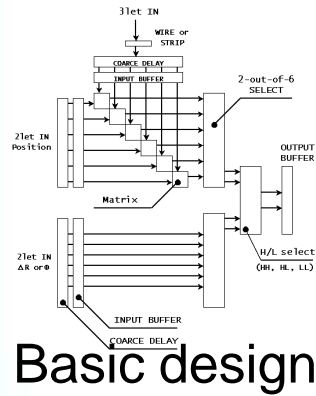 3let IN
WIRE or
STRIP
COARCE DELAY
INPUT BUFFER
2-out-of-6
SELECT
2let IN
Position
OUTPUT
BUFFER
Matrix
2let IN
ΔR orΦ
H/L select
(HH, HL, LL)
INPUT BUFFER
COARCE DELAY
Basic design